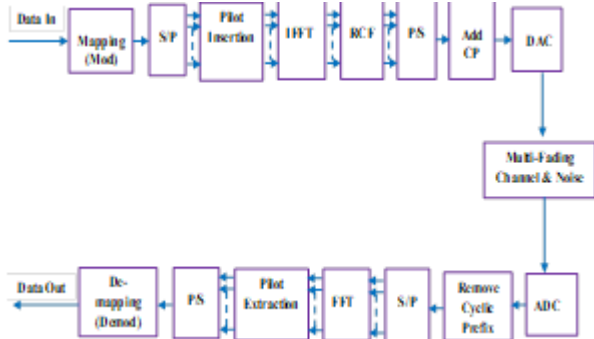 Data In
Mapping
(Mod)
S/P
Pilot
Insertion
IFFT
RCF
P/S
Add
CP
DAC
Multi-Fading
Channel & Noise
ADC
Remove
Cyclic
Prefix
S/P
FFT
Pilot
Extraction
P/S
De-
mapping
(Demod)
Data Out